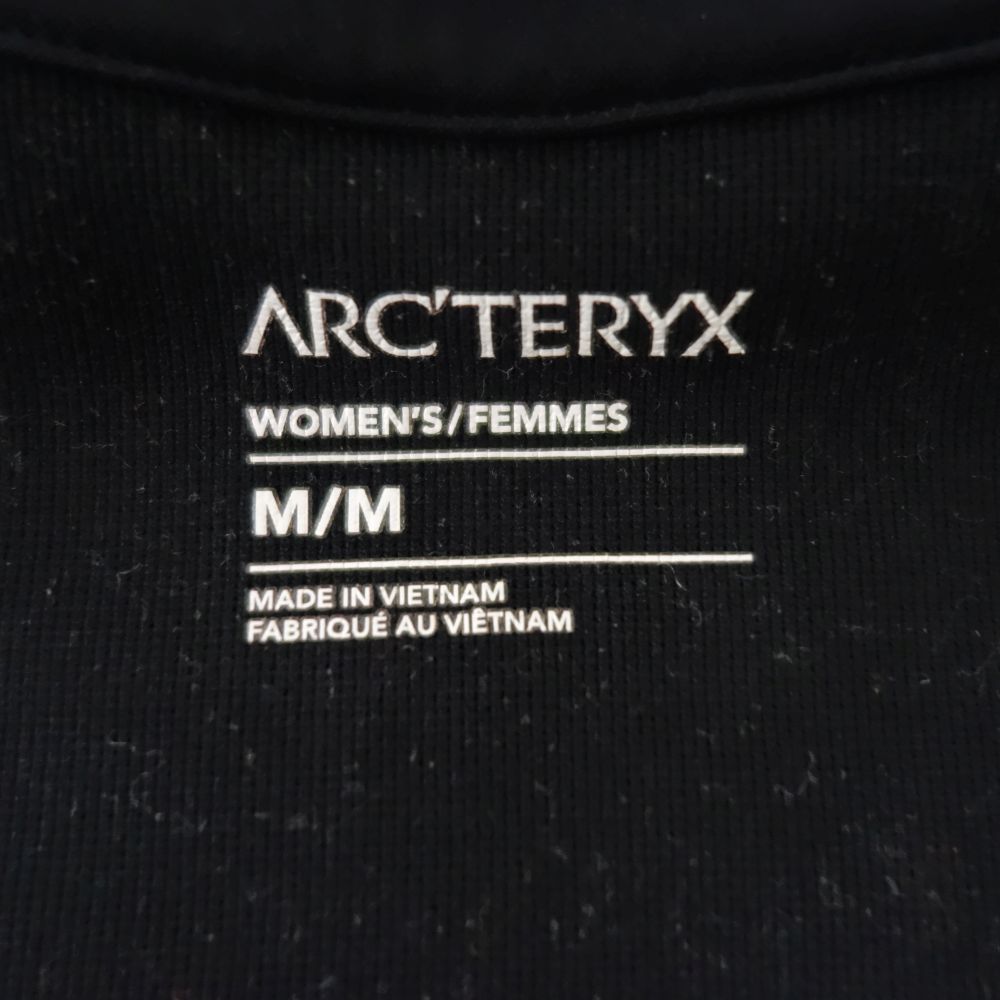 ARC'TERYX
WOMEN'S/FEMMES
M/M
MADE IN VIETNAM
FABRIQUÉ AU VIÊTNAM